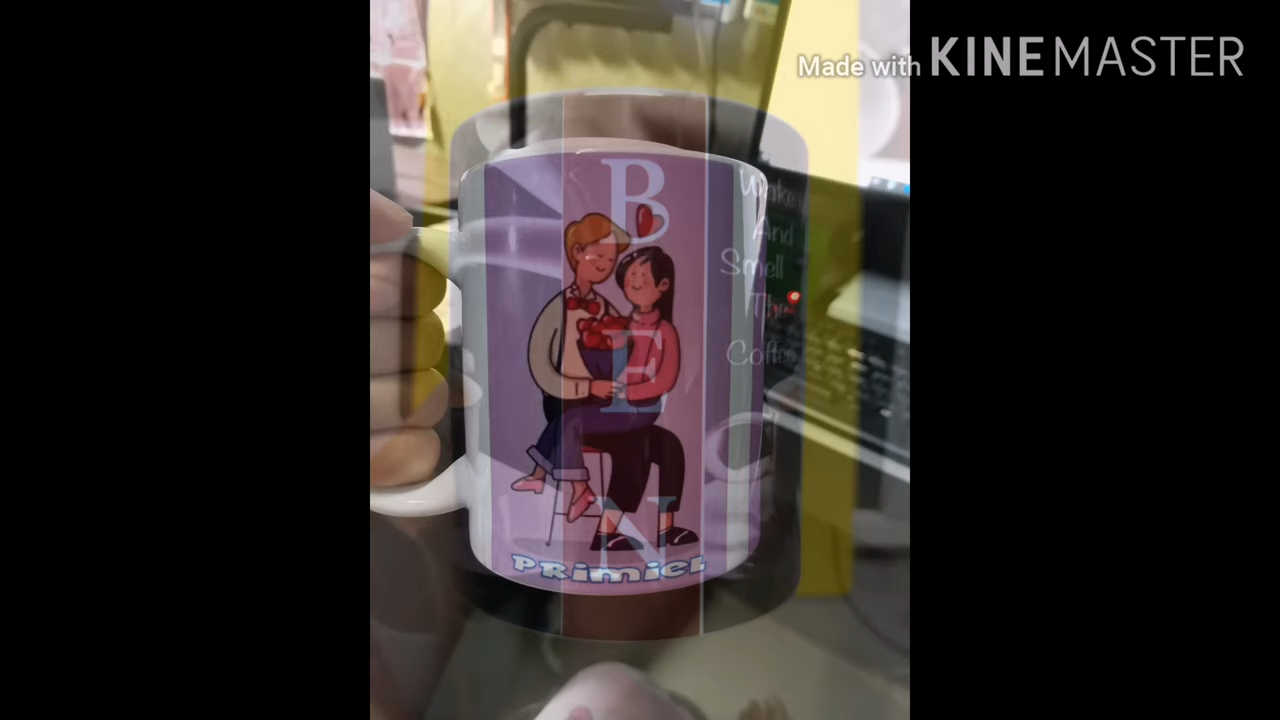 Made with KINEMASTER
B
E
N
Wake
And
Smell
The
Coffee
PRimieL